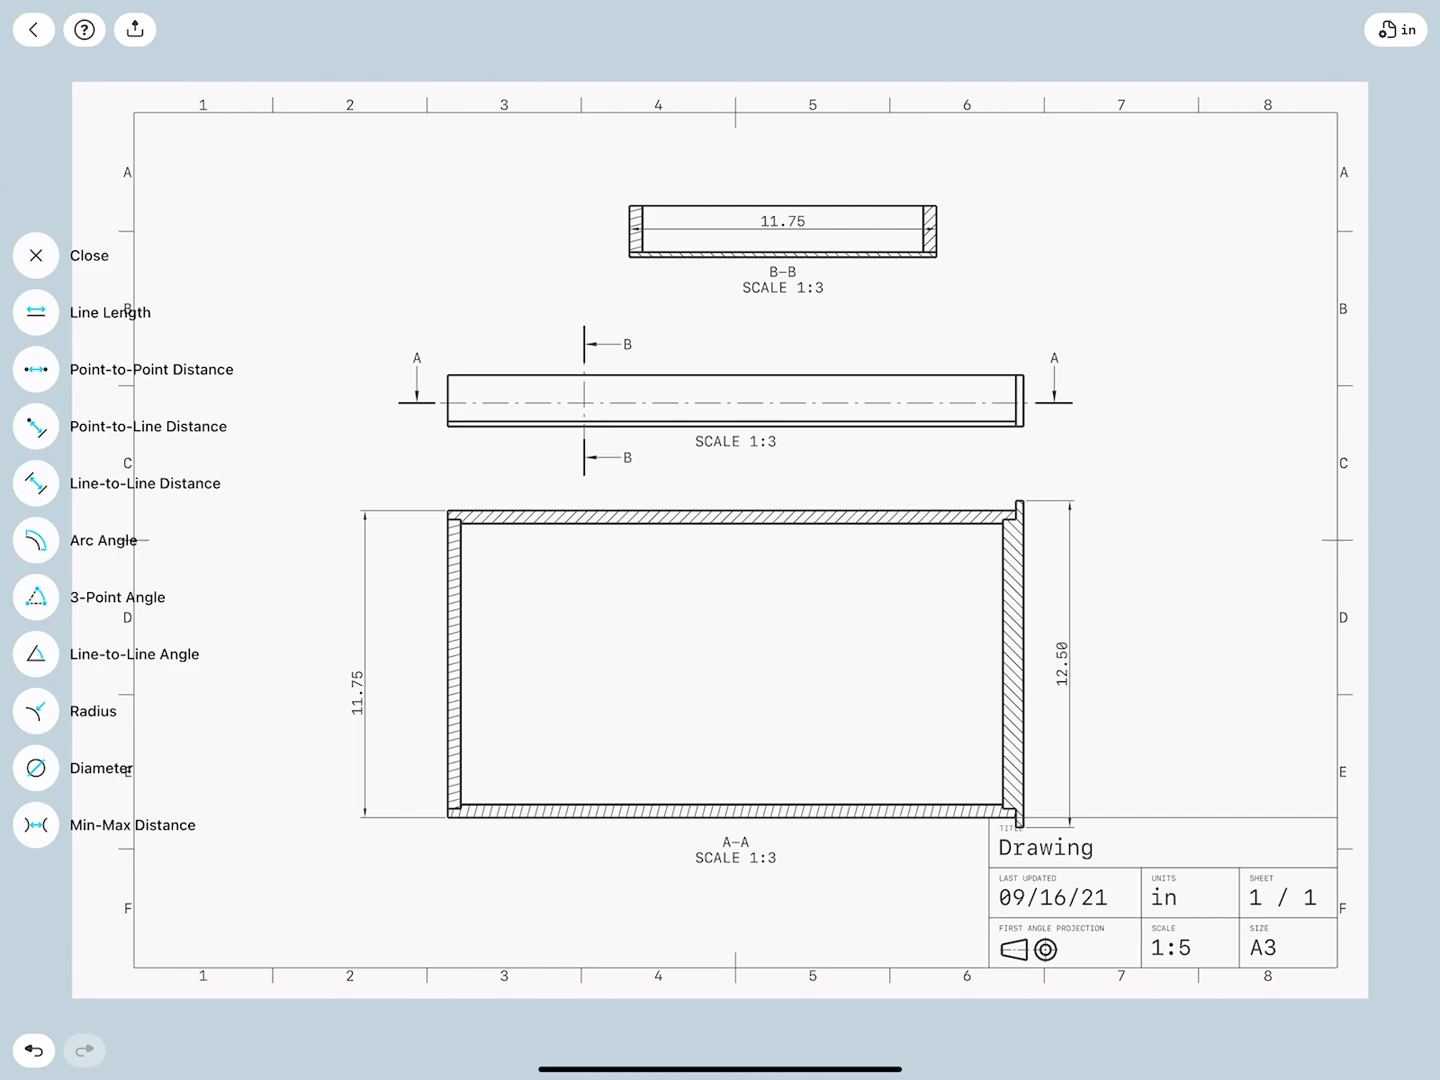 in
1 2 3 4 5 6 7 8
A A
11.75
Close
B-B
SCALE 1:3
Line Length
B B
B
A A
Point-to-Point Distance
Point-to-Line Distance
SCALE 1:3
B
C C
Line-to-Line Distance
Arc Angle
3-Point Angle
D D
Line-to-Line Angle
11.75
12.50
Radius
Diameter
E E
Min-Max Distance
A-A
SCALE 1:3
TITLE
Drawing
LAST UPDATED UNITS SHEET
09/16/21 in 1 / 1
F F
FIRST ANGLE PROJECTION SCALE SIZE
1:5 A3
1 2 3 4 5 6 7 8